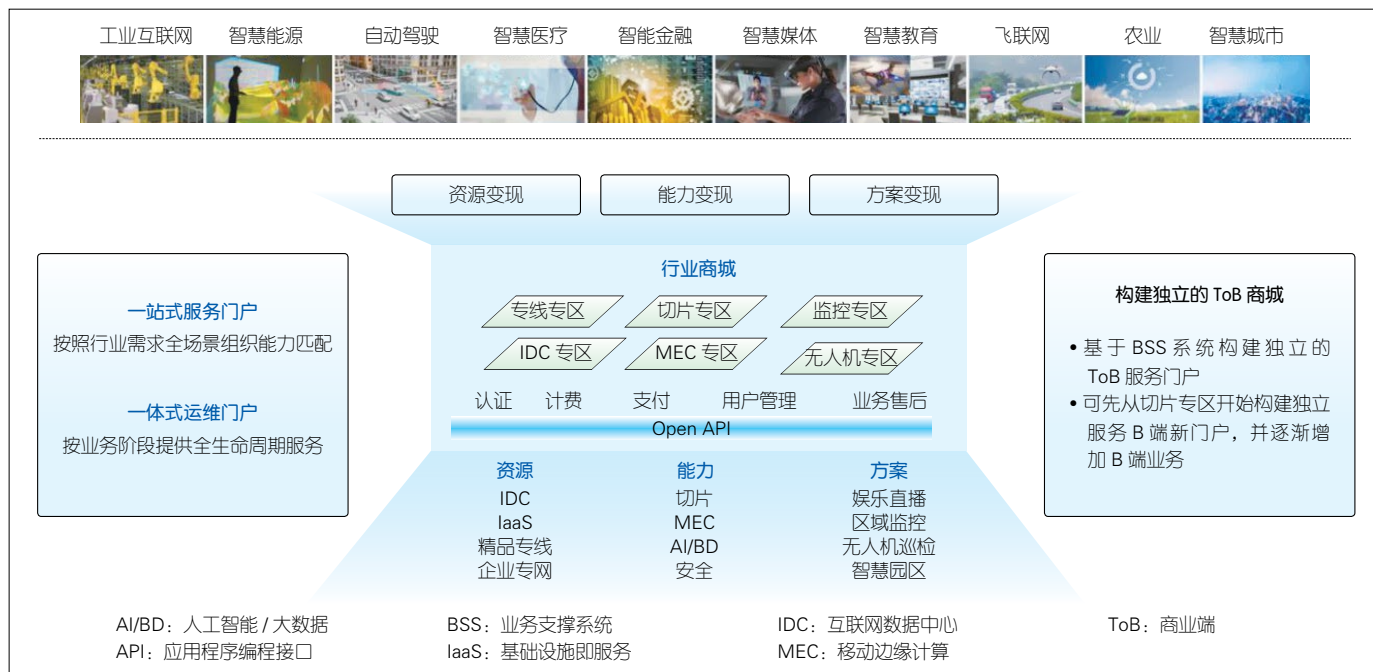 工业互联网 智慧能源 自动驾驶 智慧医疗 智能金融 智慧媒体 智慧教育 飞联网 农业 智慧城市
资源变现 能力变现 方案变现
一站式服务门户
按照行业需求全场景组织能力匹配
一体式运维门户
按业务阶段提供全生命周期服务
行业商城
专线专区 切片专区 监控专区
IDC 专区 MEC 专区 无人机专区
认证 计费 支付 用户管理 业务售后
Open API
资源 能力 方案
IDC 切片 娱乐直播
IaaS MEC 区域监控
精品专线 AI/BD 无人机巡检
企业专网 安全 智慧园区
构建独立的 ToB 商城
• 基于 BSS 系统构建独立的
ToB 服务门户
• 可先从切片专区开始构建独立
服务 B 端新门户，并逐渐增
加 B 端业务
AI/BD：人工智能 / 大数据 BSS：业务支撑系统 IDC：互联网数据中心 ToB：商业端
API：应用程序编程接口 IaaS：基础设施即服务 MEC：移动边缘计算